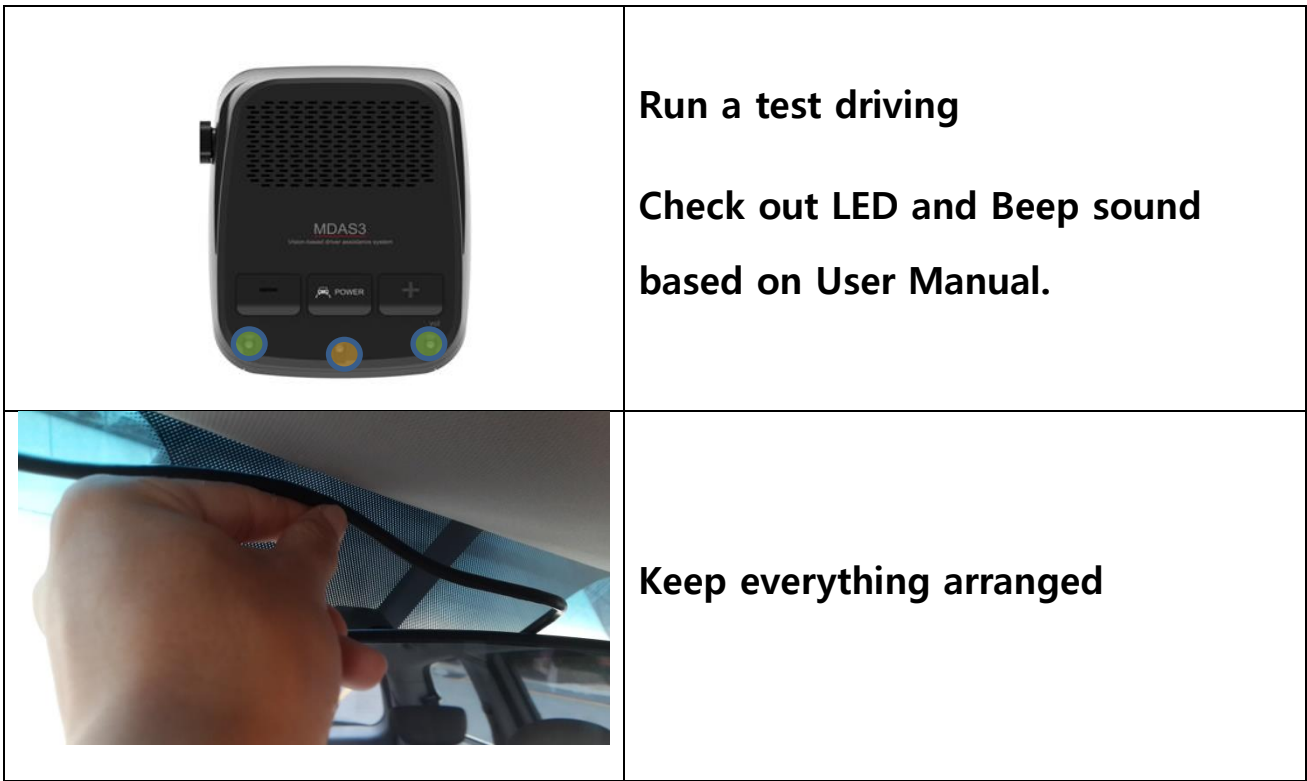 Run a test driving
Check out LED and Beep sound
based on User Manual.
MDAS3
Vision-based driver assistance system
− POWER +
Vol
Keep everything arranged